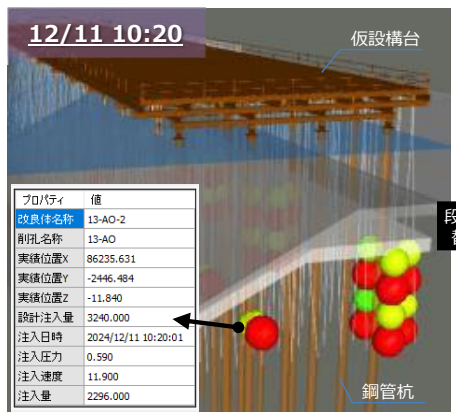 12/11 10:20
仮設構台
プロパティ 値
改良体名称 13-AO-2
削孔名称 13-AO
実績位置X 86235.631
実績位置Y -2446.484
実績位置Z -11.840
設計注入量 3240.000
注入日時 2024/12/11 10:20:01
注入圧力 0.590
注入速度 11.900
注入量 2296.000
段
鋼管杭